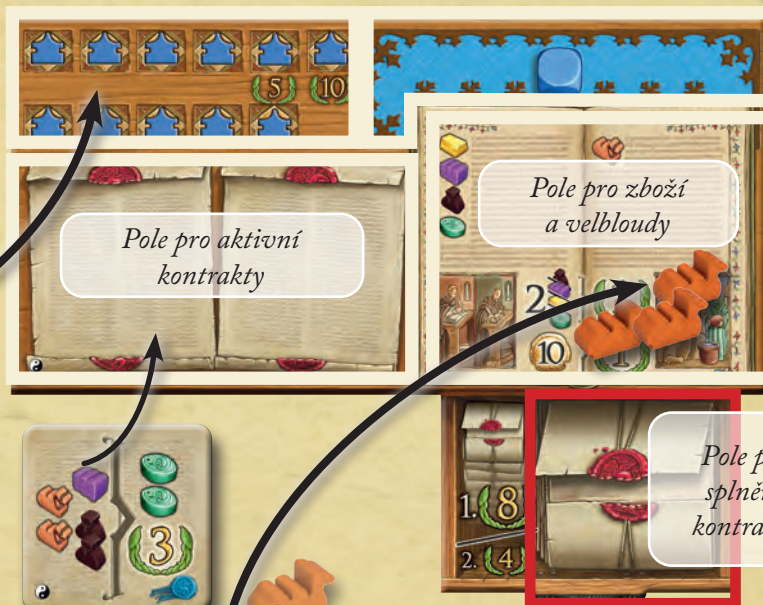 5 10
Pole pro aktivní
kontrakty
Pole pro zboží
a velbloudy
2
10
3
1. 8
2. 4
Pole p
splně
kontra